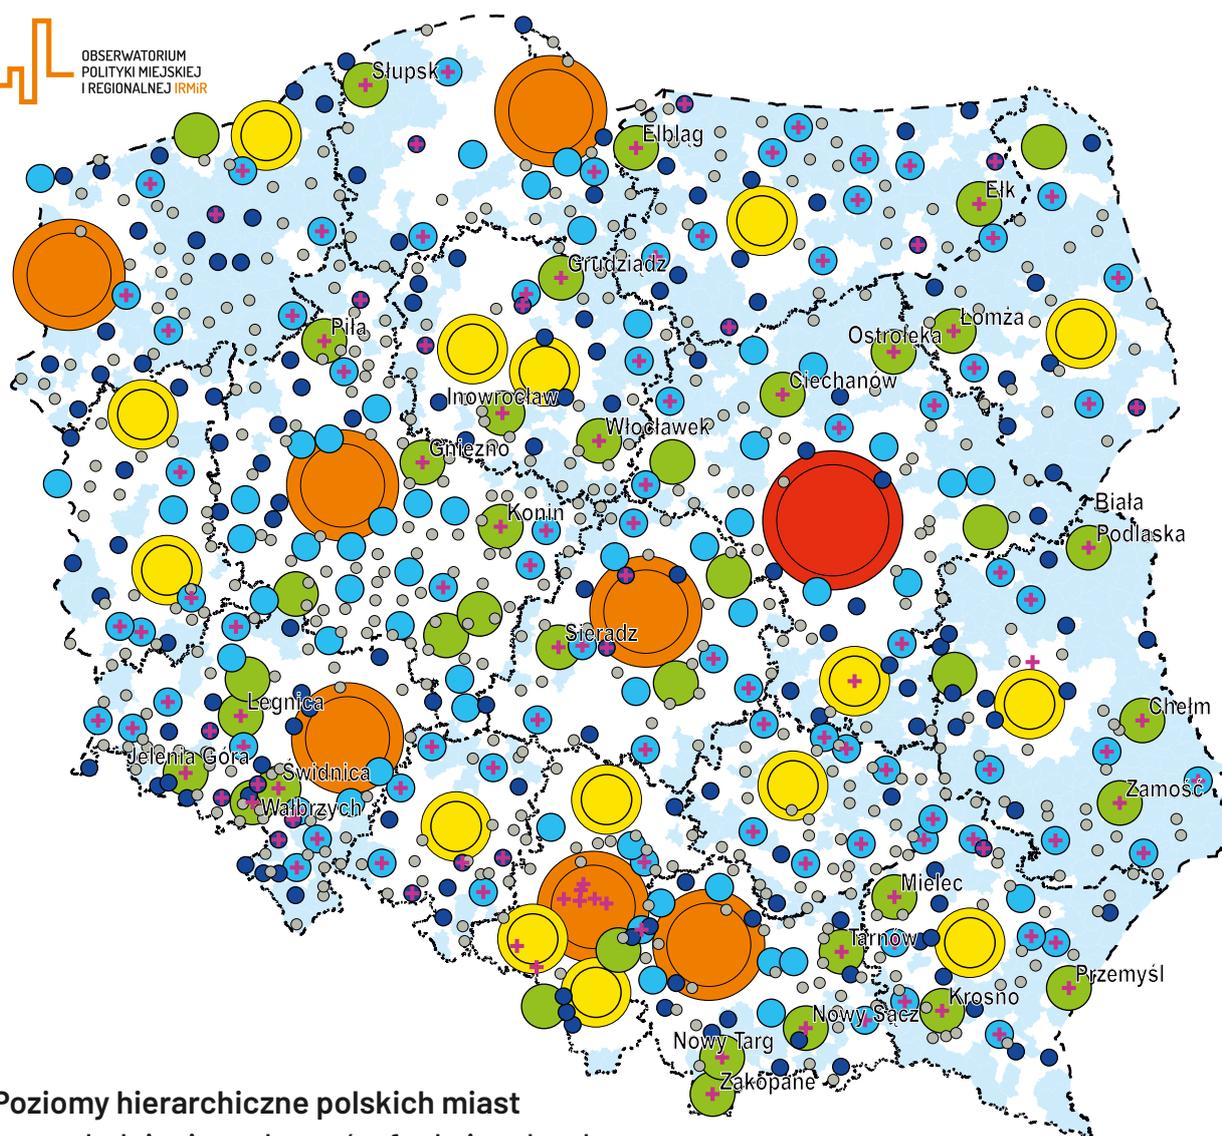 OBSERWATORIUM
POLITYKI MIEJSKIEJ
I REGIONALNEJ IRMiR
Słupsk
Elbląg
Ełk
Grudziądz
Piła
Łomża
Ostrołęka
Ciechanów
Inowrocław
Włocławek
Gniezno
Konin
Biała
Podlaska
Sieradz
Legnica
Chełm
Jelenia Góra
Świdnica
Zamość
Wałbrzych
Mielec
Tarnów
Przemyśl
Krosno
Nowy Sącz
Nowy Targ
Zakopane
Poziomy hierarchiczne polskich miast